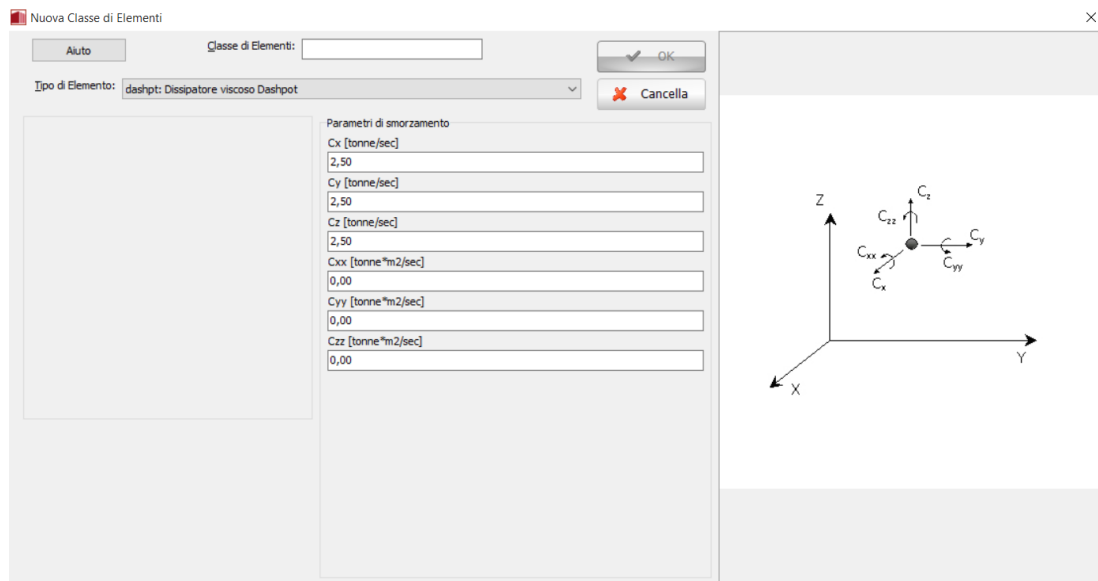 Nuova Classe di Elementi
Aiuto
Classe di Elementi:
OK
Tipo di Elemento:
dashpt: Dissipatore viscoso Dashpot
Cancella
Parametri di smorzamento
Cx [tonne/sec]
2,50
Cy [tonne/sec]
2,50
Cz [tonne/sec]
2,50
Cxx [tonne*m2/sec]
0,00
Cyy [tonne*m2/sec]
0,00
Czz [tonne*m2/sec]
0,00
Z
Cz
Czz
Cy
Cxx
Cyy
Cx
Y
X